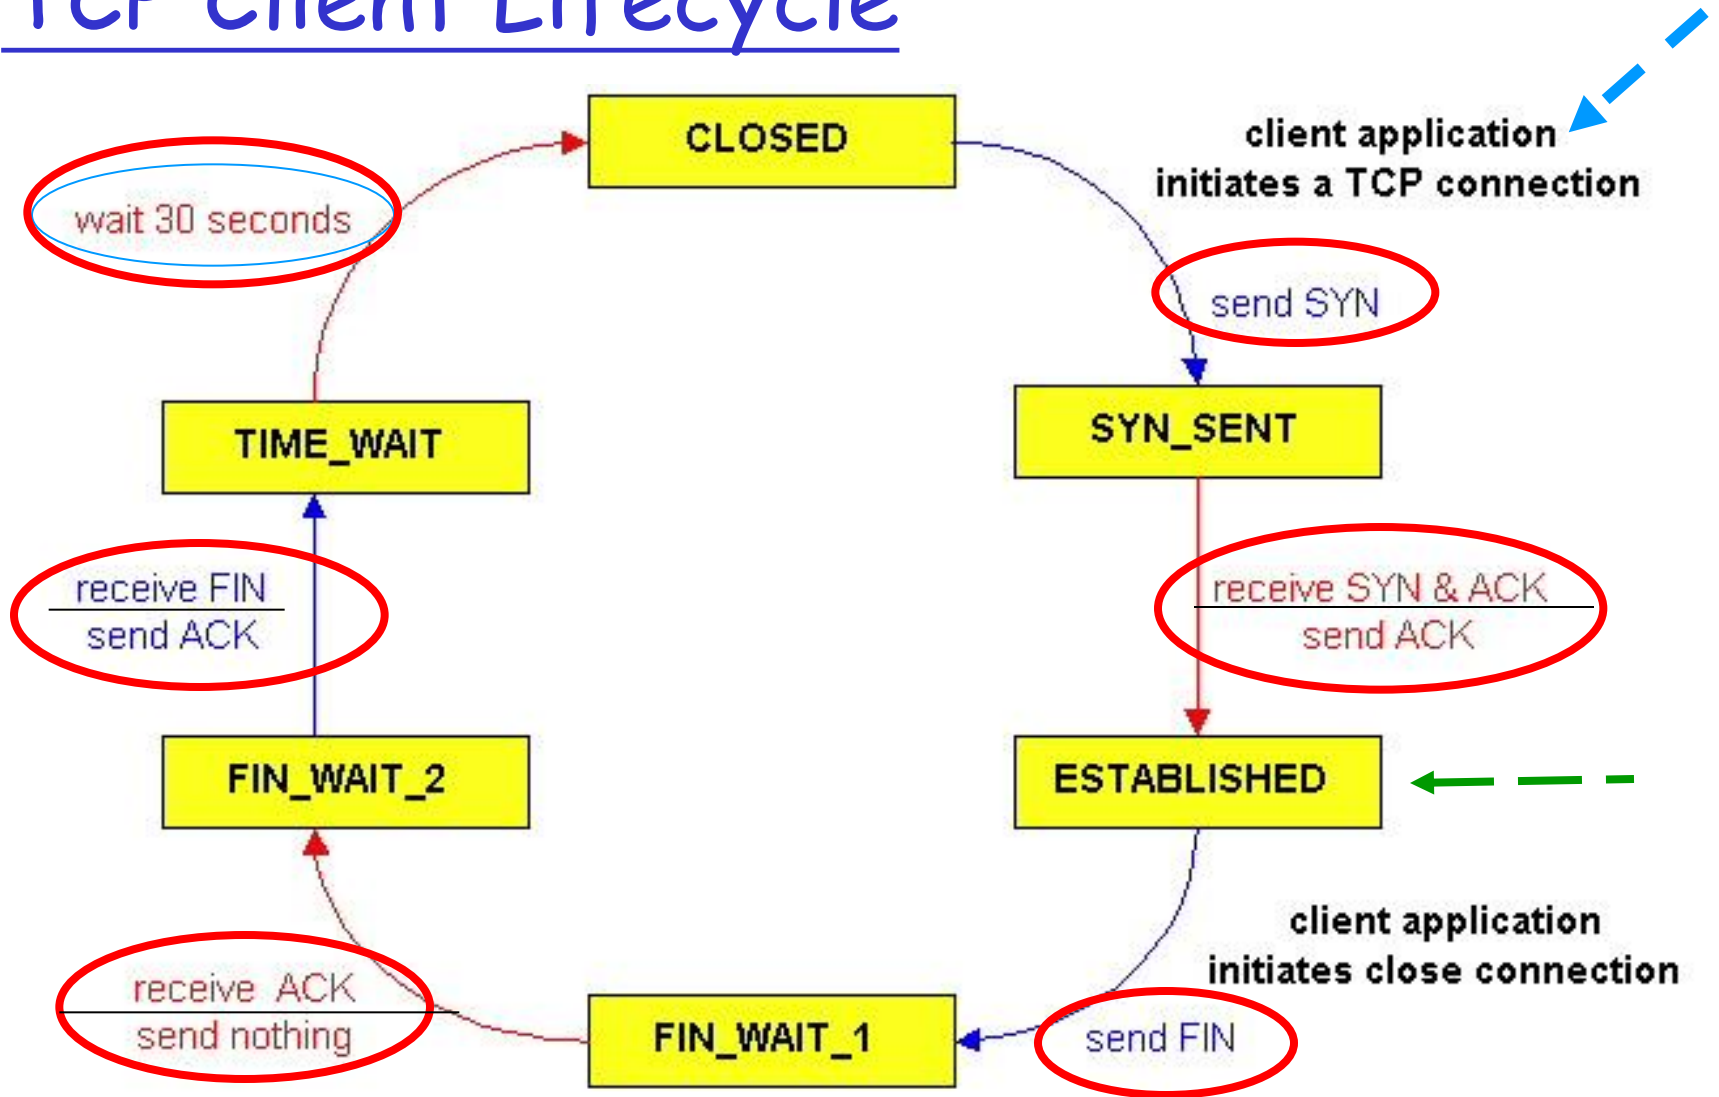 TCP Client Lifecycle
CLOSED
client application
initiates a TCP connection
wait 30 seconds
send SYN
TIME_WAIT
SYN_SENT
receive FIN
send ACK
receive SYN & ACK
send ACK
FIN_WAIT_2
ESTABLISHED
client application
initiates close connection
receive ACK
send nothing
FIN_WAIT_1
send FIN